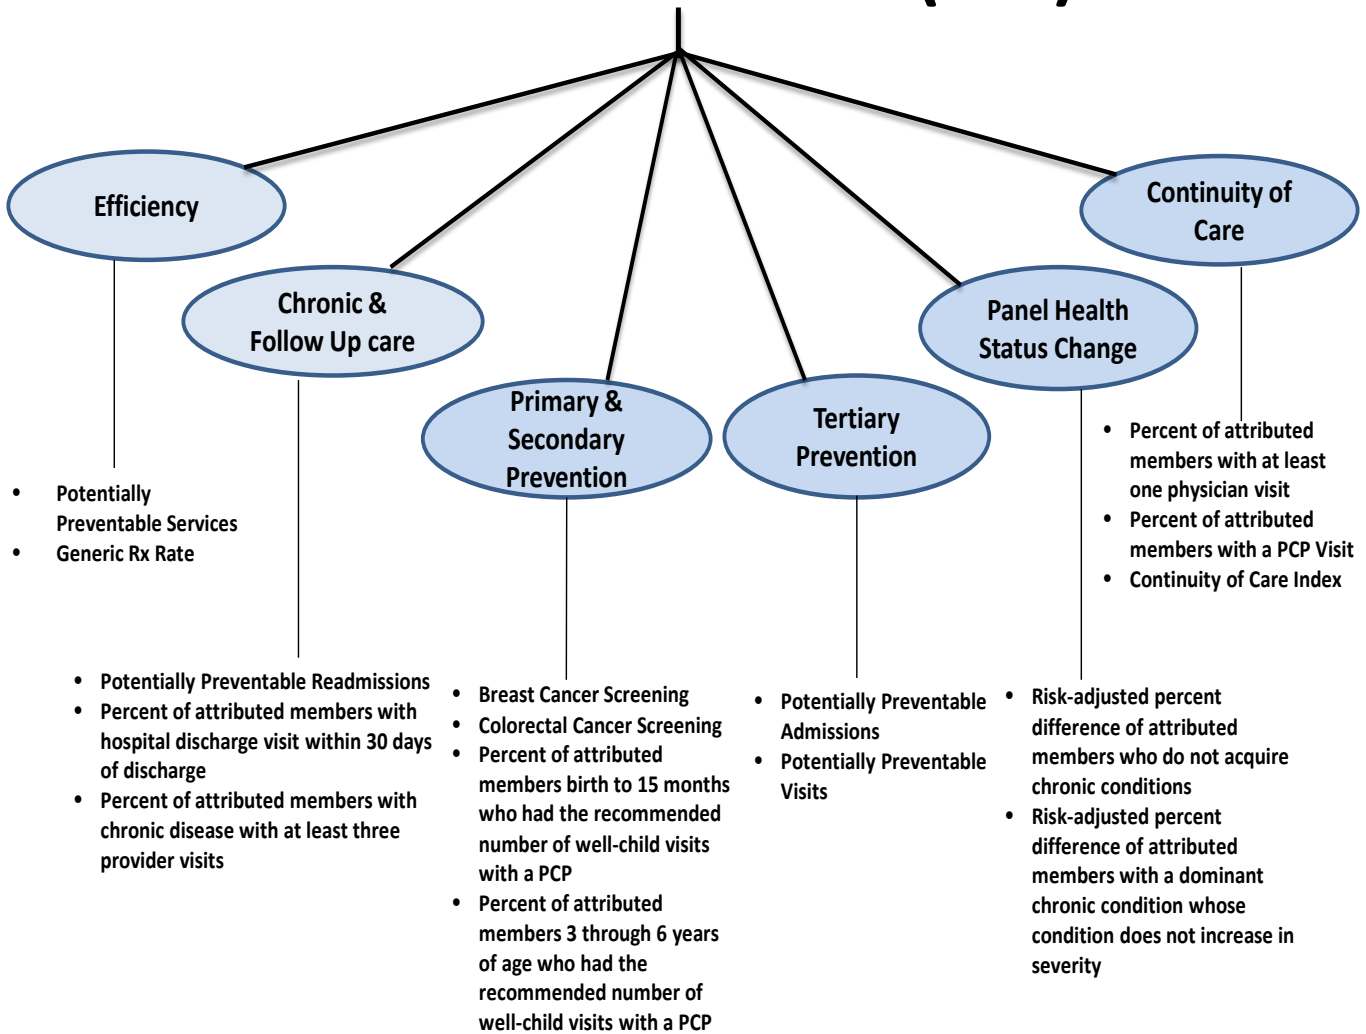 Efficiency
Chronic &
Follow Up care
Primary &
Secondary
Prevention
Tertiary
Prevention
Panel Health
Status Change
Continuity of
Care
• Potentially
Preventable Services
• Generic Rx Rate
• Potentially Preventable Readmissions
• Percent of attributed members with
hospital discharge visit within 30 days
of discharge
• Percent of attributed members with
chronic disease with at least three
provider visits
• Breast Cancer Screening
• Colorectal Cancer Screening
• Percent of attributed
members birth to 15 months
who had the recommended
number of well-child visits
with a PCP
• Percent of attributed
members 3 through 6 years
of age who had the
recommended number of
well-child visits with a PCP
• Potentially Preventable
Admissions
• Potentially Preventable
Visits
• Risk-adjusted percent
difference of attributed
members who do not acquire
chronic conditions
• Risk-adjusted percent
difference of attributed
members with a dominant
chronic condition whose
condition does not increase in
severity
• Percent of attributed
members with at least
one physician visit
• Percent of attributed
members with a PCP Visit
• Continuity of Care Index